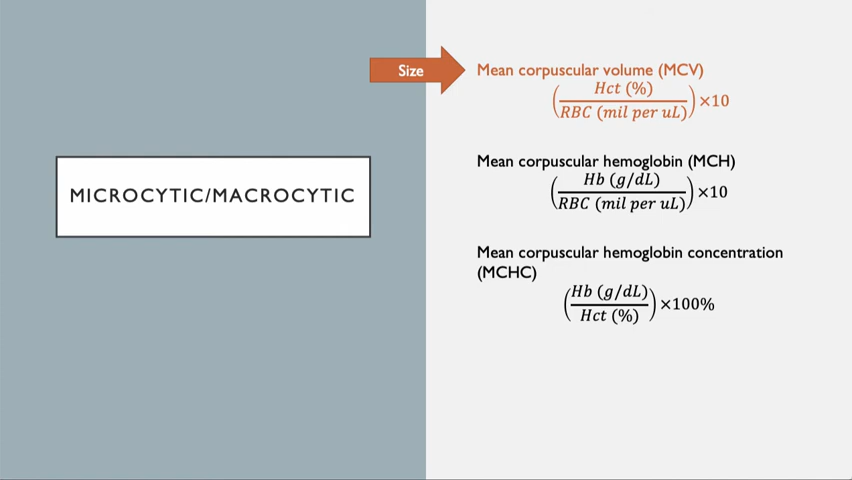 MICROCYTIC/MACROCYTIC
Size
Mean corpuscular volume (MCV)
(Hct (%) / RBC (mil per uL)) ×10
Mean corpuscular hemoglobin (MCH)
(Hb (g/dL) / RBC (mil per uL)) ×10
Mean corpuscular hemoglobin concentration
(MCHC)
(Hb (g/dL) / Hct (%)) ×100%